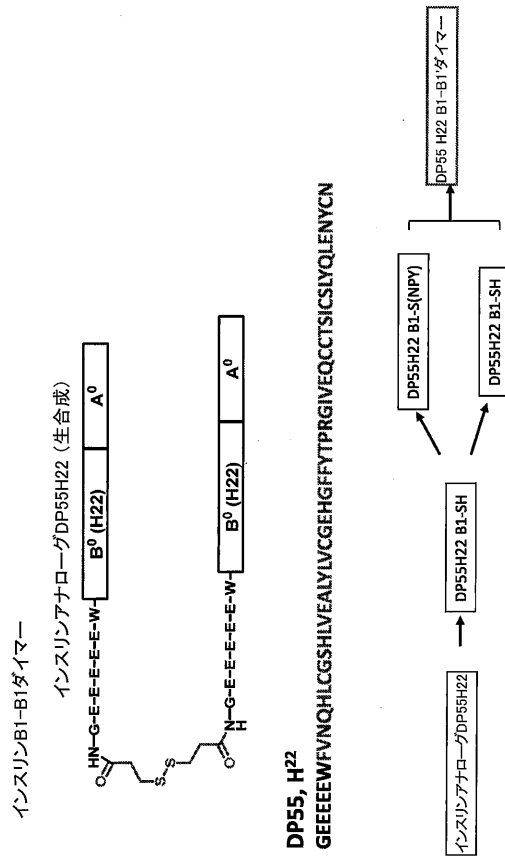 インスリンB1-B1ダイマー
インスリンアナローグDP55H22 (生合成)
HN-G-E-E-E-E-E-W-
B⁰ (H22)
A⁰
O
S
S
O
N-G-E-E-E-E-E-W-
H
B⁰ (H22)
A⁰
DP55, H²²
GEEEEEWFVNQHLCGSHLVEALYLVCGEHGFFYTPRGIVEQCCTSICSLYQLENYCN
インスリンアナローグDP55H22
DP55H22 B1-SH
DP55H22 B1-S(NPY)
DP55H22 B1-SH
DP55 H22 B1-B1'ダイマー